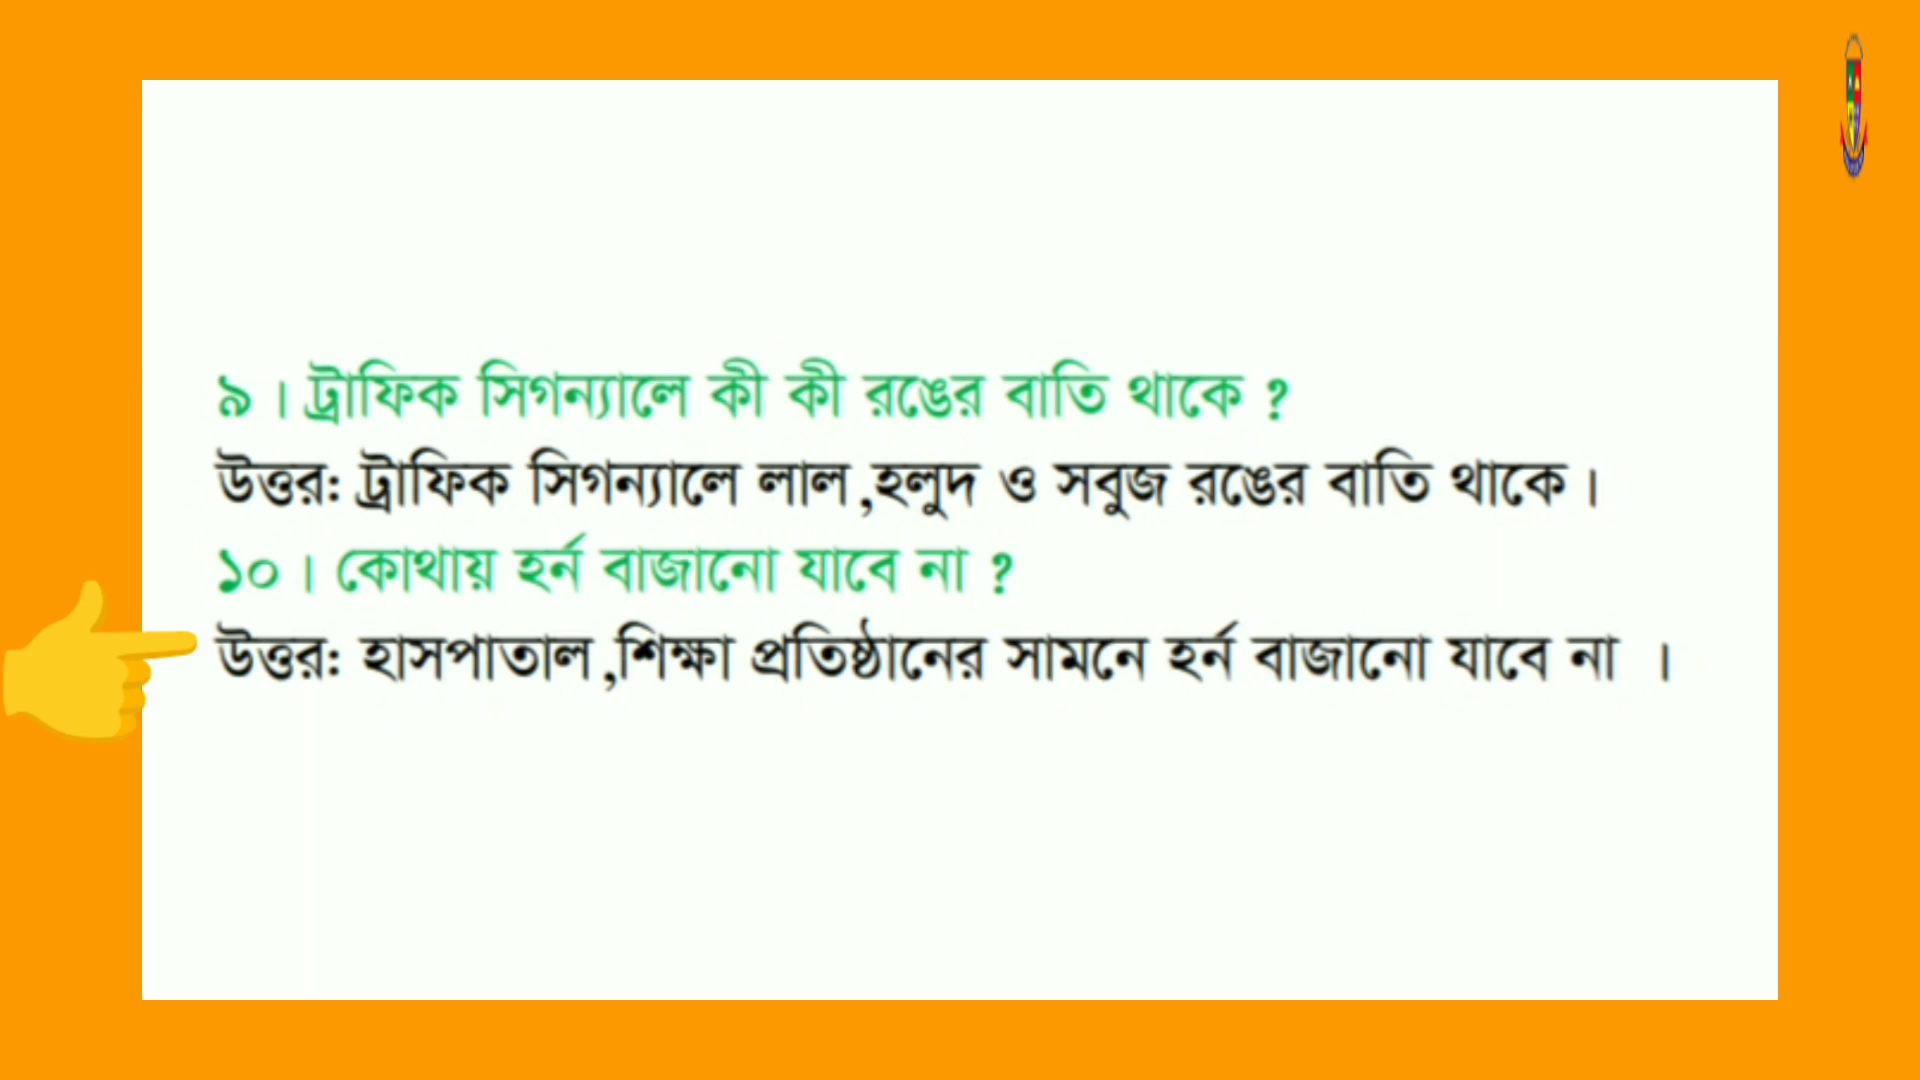 ৯। ট্রাফিক সিগন্যালে কী কী রঙের বাতি থাকে ?
উত্তর: ট্রাফিক সিগন্যালে লাল ,হলুদ ও সবুজ রঙের বাতি থাকে।
১০। কোথায় হর্ন বাজানো যাবে না ?
উত্তর: হাসপাতাল ,শিক্ষা প্রতিষ্ঠানের সামনে হর্ন বাজানো যাবে না ।